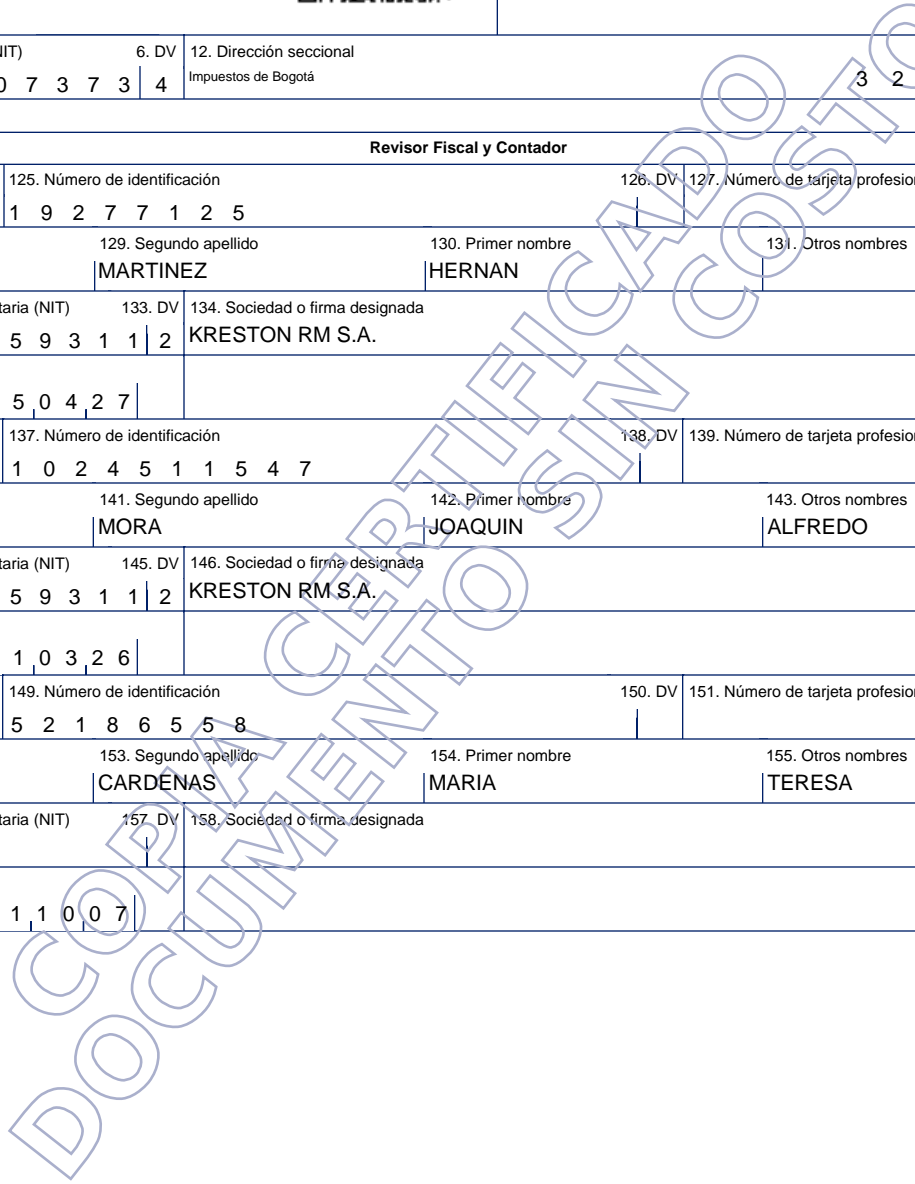 NIT) 6. DV 12. Dirección seccional
0 7 3 7 3 4 Impuestos de Bogotá 3 2
Revisor Fiscal y Contador
125. Número de identificación 126. DV 127. Número de tarjeta profesion
1 9 2 7 7 1 2 5
129. Segundo apellido 130. Primer nombre 131. Otros nombres
MARTINEZ HERNAN
taria (NIT) 133. DV 134. Sociedad o firma designada
5 9 3 1 1 2 KRESTON RM S.A.
5 0 4 2 7
137. Número de identificación 138. DV 139. Número de tarjeta profesion
1 0 2 4 5 1 1 5 4 7
141. Segundo apellido 142. Primer nombre 143. Otros nombres
MORA JOAQUIN ALFREDO
taria (NIT) 145. DV 146. Sociedad o firma designada
5 9 3 1 1 2 KRESTON RM S.A.
1 0 3 2 6
149. Número de identificación 150. DV 151. Número de tarjeta profesion
5 2 1 8 6 5 5 8
153. Segundo apellido 154. Primer nombre 155. Otros nombres
CARDENAS MARIA TERESA
taria (NIT) 157. DV 158. Sociedad o firma designada
1 1 0 0 7
COPIA CERTIFICADO
DOCUMENTO SIN COSTO